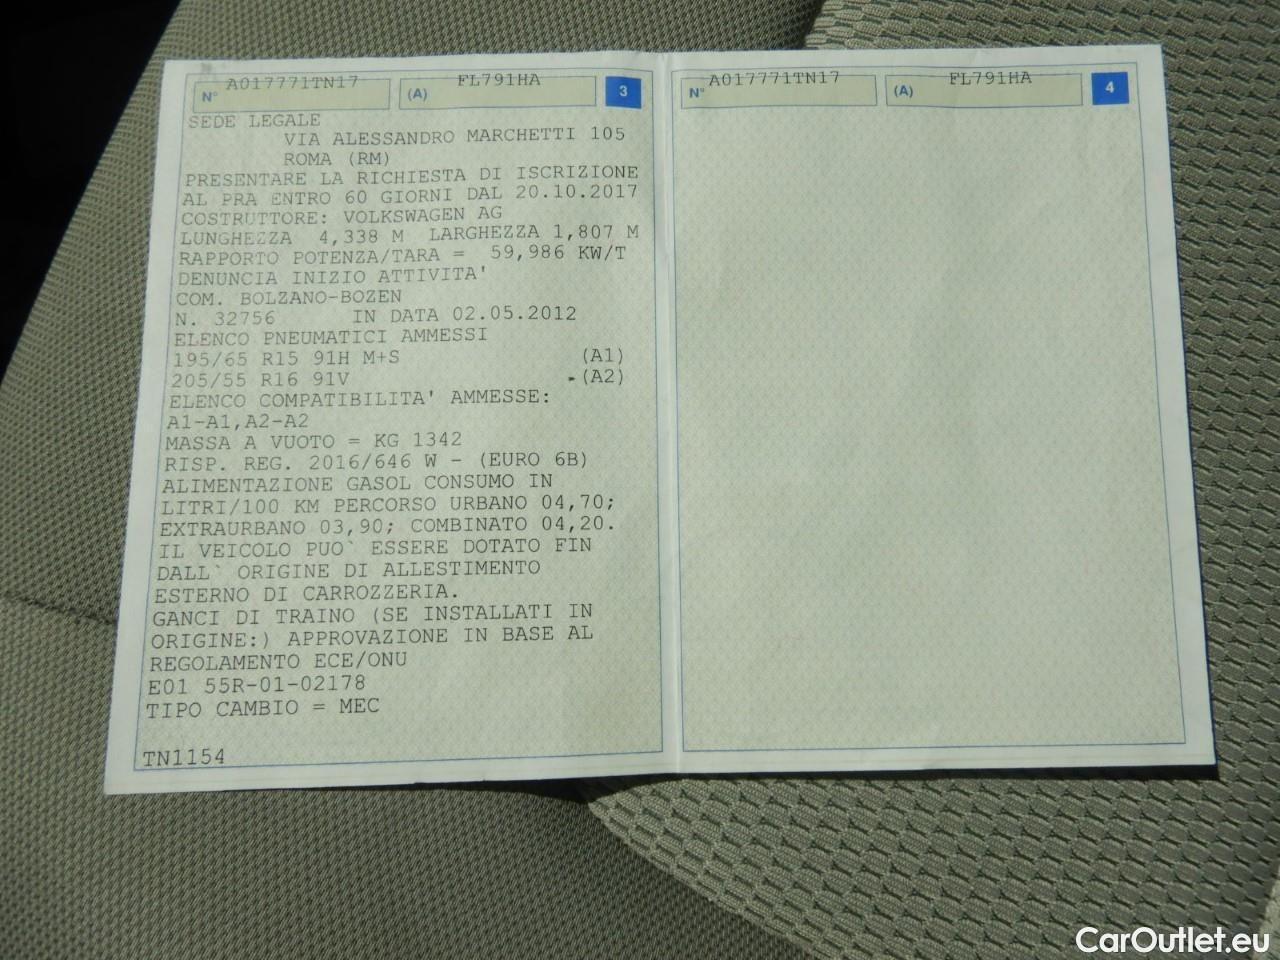 N° A017771TN17 (A) FL791HA 3
SEDE LEGALE
VIA ALESSANDRO MARCHETTI 105
ROMA (RM)
PRESENTARE LA RICHIESTA DI ISCRIZIONE
AL PRA ENTRO 60 GIORNI DAL 20.10.2017
COSTRUTTORE: VOLKSWAGEN AG
LUNGHEZZA 4,338 M LARGHEZZA 1,807 M
RAPPORTO POTENZA/TARA = 59,986 KW/T
DENUNCIA INIZIO ATTIVITA'
COM. BOLZANO-BOZEN
N. 32756 IN DATA 02.05.2012
ELENCO PNEUMATICI AMMESSI
195/65 R15 91H M+S (A1)
205/55 R16 91V (A2)
ELENCO COMPATIBILITA' AMMESSE:
A1-A1,A2-A2
MASSA A VUOTO = KG 1342
RISP. REG. 2016/646 W - (EURO 6B)
ALIMENTAZIONE GASOL CONSUMO IN
LITRI/100 KM PERCORSO URBANO 04,70;
EXTRAURBANO 03,90; COMBINATO 04,20.
IL VEICOLO PUO` ESSERE DOTATO FIN
DALL` ORIGINE DI ALLESTIMENTO
ESTERNO DI CARROZZERIA.
GANCI DI TRAINO (SE INSTALLATI IN
ORIGINE:) APPROVAZIONE IN BASE AL
REGOLAMENTO ECE/ONU
E01 55R-01-02178
TIPO CAMBIO = MEC
TN1154
N° A017771TN17 (A) FL791HA 4
CarOutlet.eu